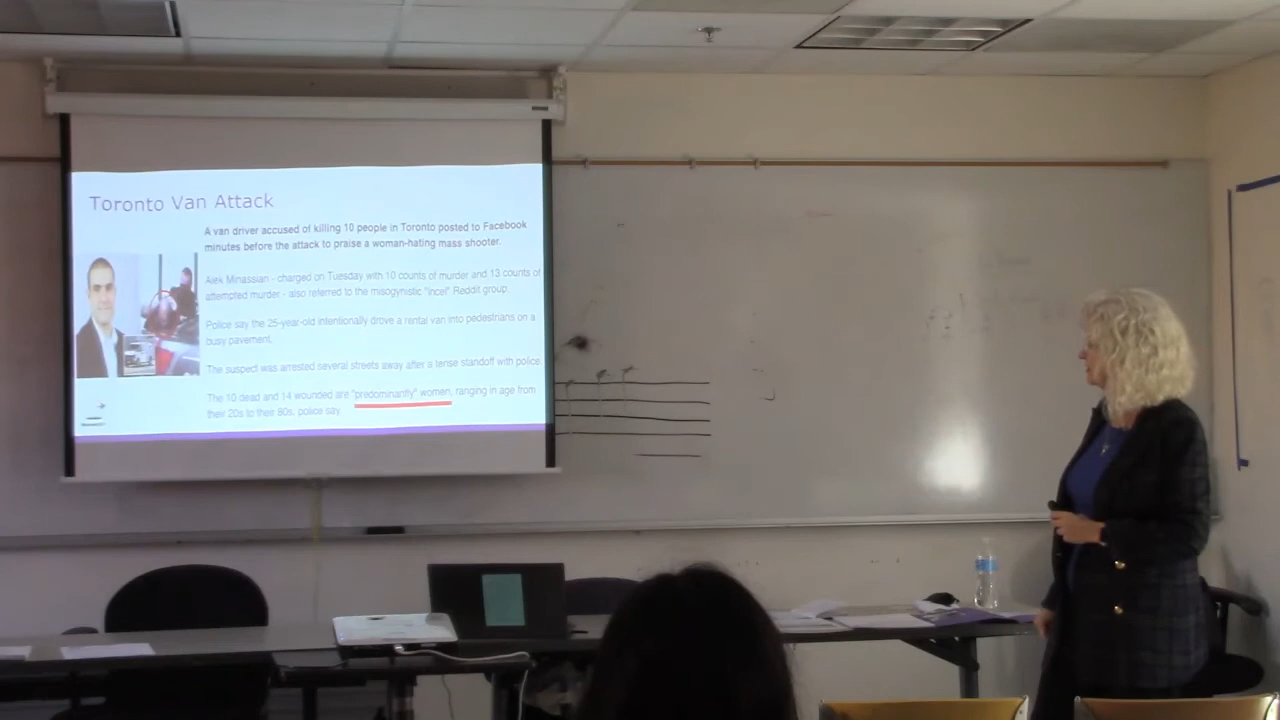 Toronto Van Attack
A van driver accused of killing 10 people in Toronto posted to Facebook
minutes before the attack to praise a woman-hating mass shooter.
Alek Minassian - charged on Tuesday with 10 counts of murder and 13 counts of
attempted murder - also referred to the misogynistic "incel" Reddit group
Police say the 25-year-old intentionally drove a rental van into pedestrians on a
busy pavement.
The suspect was arrested several streets away after a tense standoff with police
The 10 dead and 14 wounded are "predominantly" women, ranging in age from
their 20s to their 80s, police say.